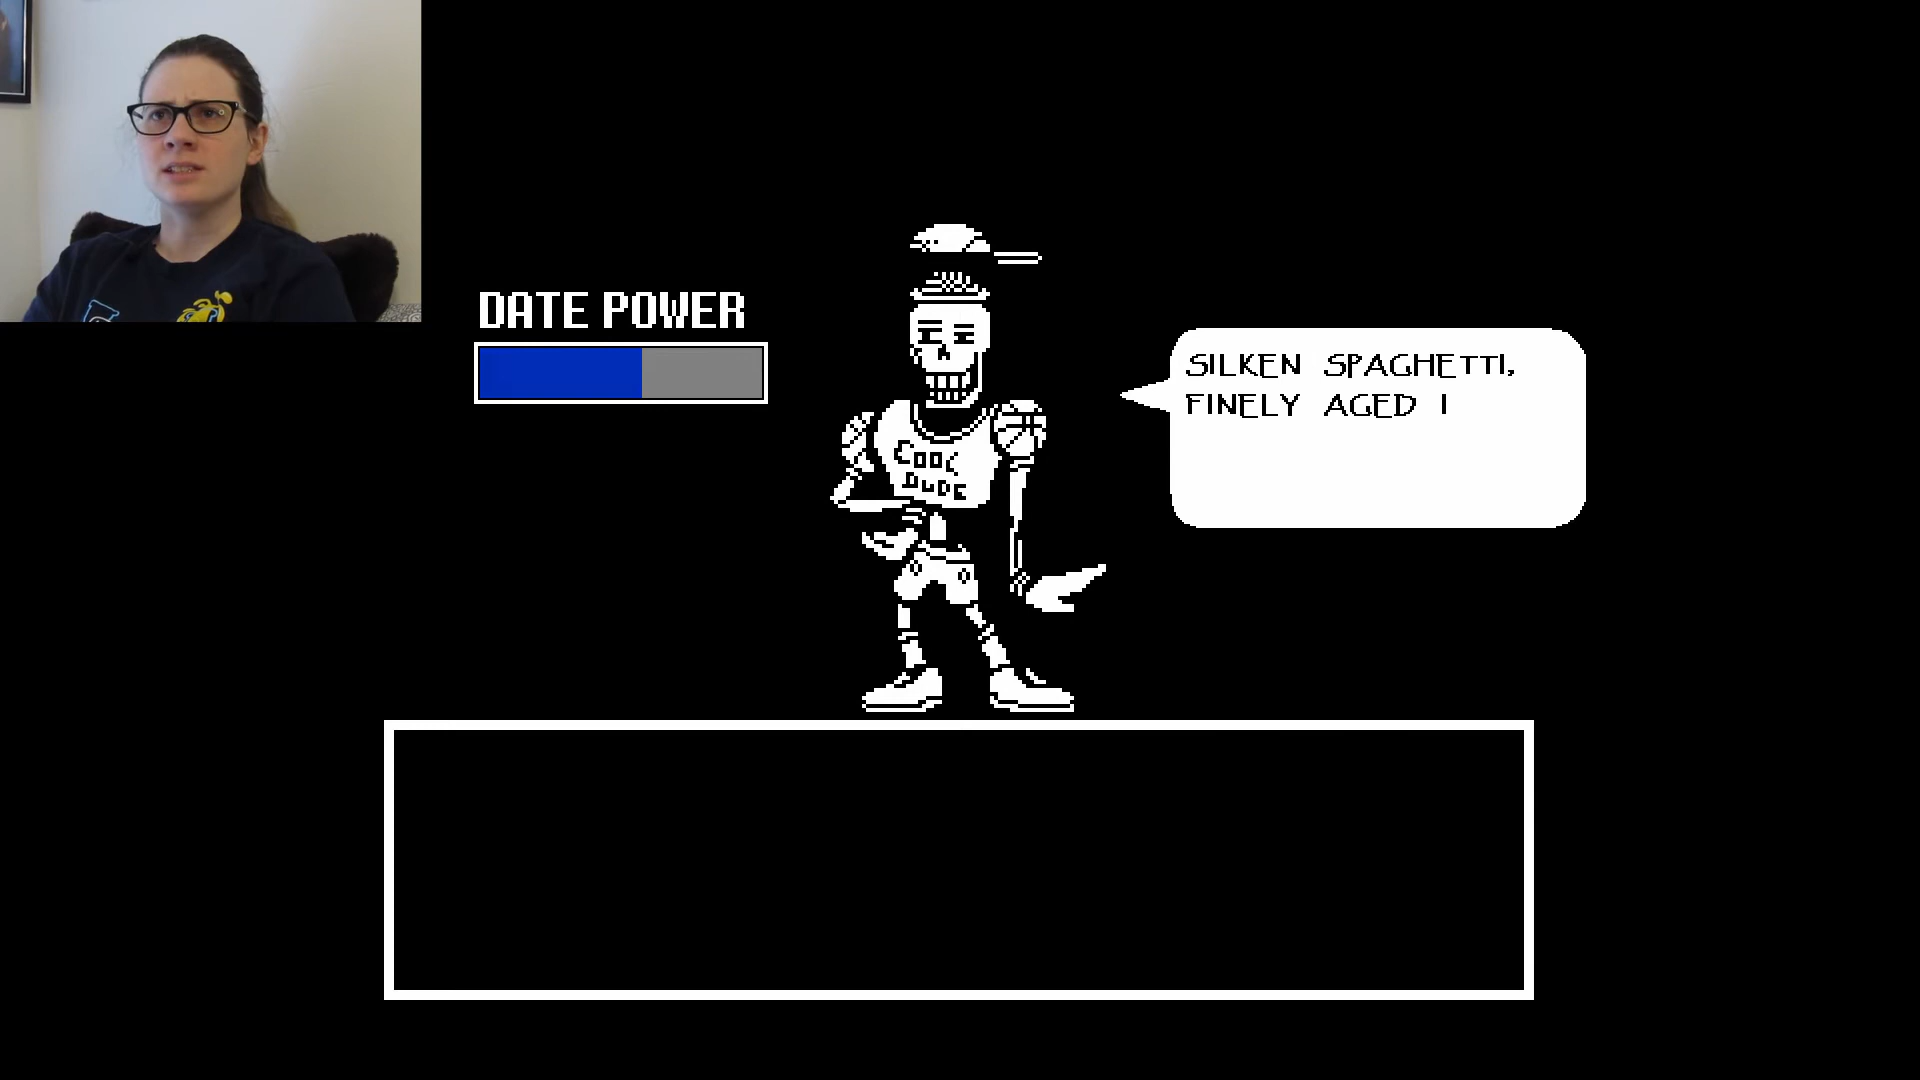 DATE POWER
SILKEN SPAGHETTI,
FINELY AGED I
COOL
DUDE